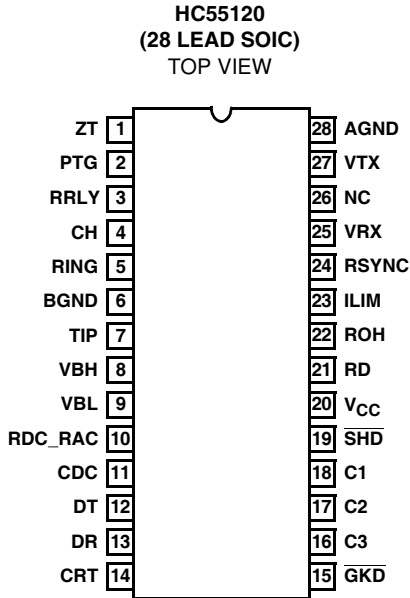 HC55120
(28 LEAD SOIC)
TOP VIEW
ZT 1 28 AGND
PTG 2 27 VTX
RRLY 3 26 NC
CH 4 25 VRX
RING 5 24 RSYNC
BGND 6 23 ILIM
TIP 7 22 ROH
VBH 8 21 RD
VBL 9 20 VCC
RDC_RAC 10 19 SHD
CDC 11 18 C1
DT 12 17 C2
DR 13 16 C3
CRT 14 15 GKD